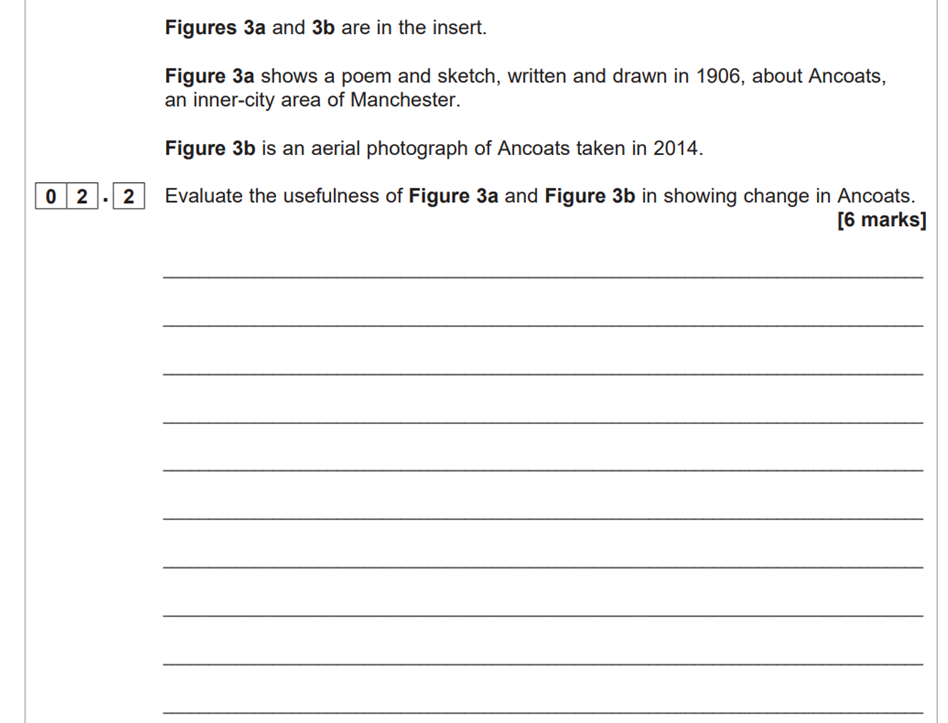 Figures 3a and 3b are in the insert.
Figure 3a shows a poem and sketch, written and drawn in 1906, about Ancoats,
an inner-city area of Manchester.
Figure 3b is an aerial photograph of Ancoats taken in 2014.
0 2 . 2 Evaluate the usefulness of Figure 3a and Figure 3b in showing change in Ancoats.
[6 marks]